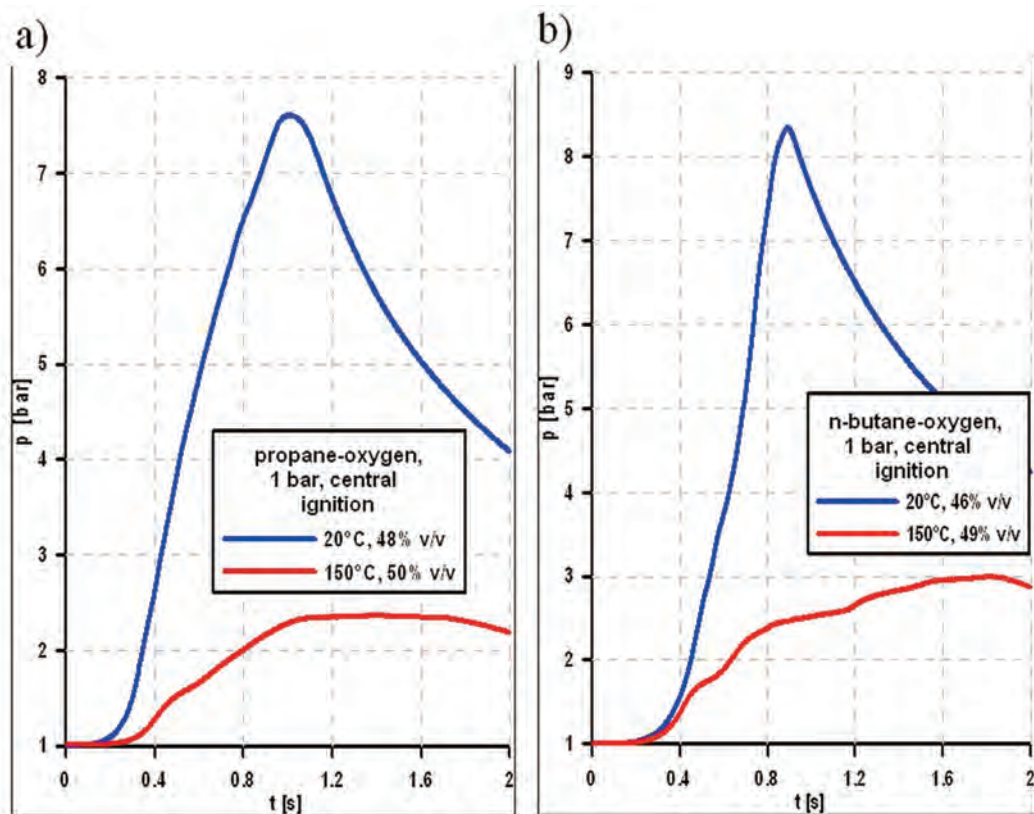 a)
8
7
6
5
4
3
2
1
p [bar]
0 0.4 0.8 1.2 1.6 2
t [s]
propane-oxygen,
1 bar, central
ignition
20°C, 48% v/v
150°C, 50% v/v
b)
9
8
7
6
5
4
3
2
1
p [bar]
0 0.4 0.8 1.2 1.6 2
t [s]
n-butane-oxygen,
1 bar, central
ignition
20°C, 46% v/v
150°C, 49% v/v